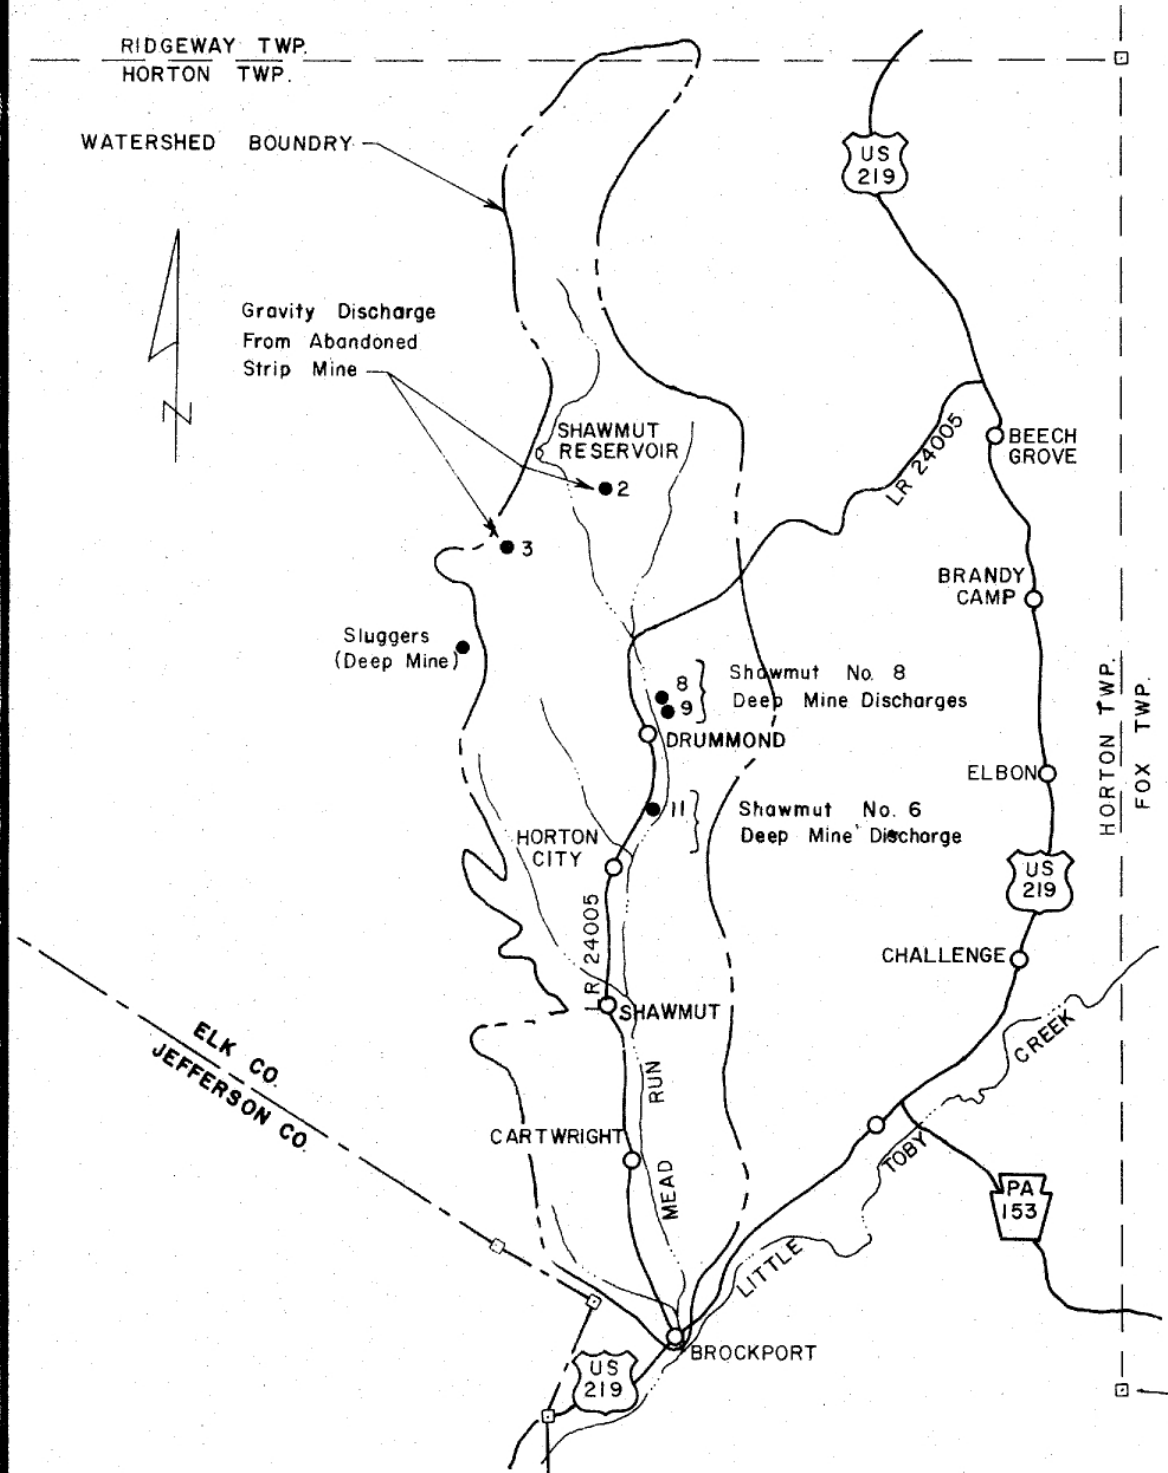 RIDGEWAY TWP.
HORTON TWP.
WATERSHED BOUNDRY
US
219
N
Gravity Discharge
From Abandoned
Strip Mine
SHAWMUT
RESERVOIR
2
3
LR 24005
BEECH
GROVE
BRANDY
CAMP
Sluggers
(Deep Mine)
8
9
Shawmut No. 8
Deep Mine Discharges
DRUMMOND
HORTON TWP.
FOX TWP.
ELBON
11
Shawmut No. 6
Deep Mine Discharge
HORTON
CITY
US
219
LR 24005
CHALLENGE
SHAWMUT
ELK CO.
JEFFERSON CO.
MEAD RUN
CARTWRIGHT
LITTLE TOBY CREEK
PA
153
BROCKPORT
US
219